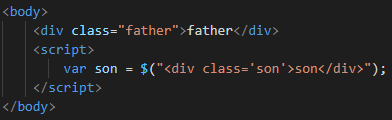 <body>
    <div class="father">father</div>
    <script>
        var son = $("<div class='son'>son</div>");
    </script>
</body>